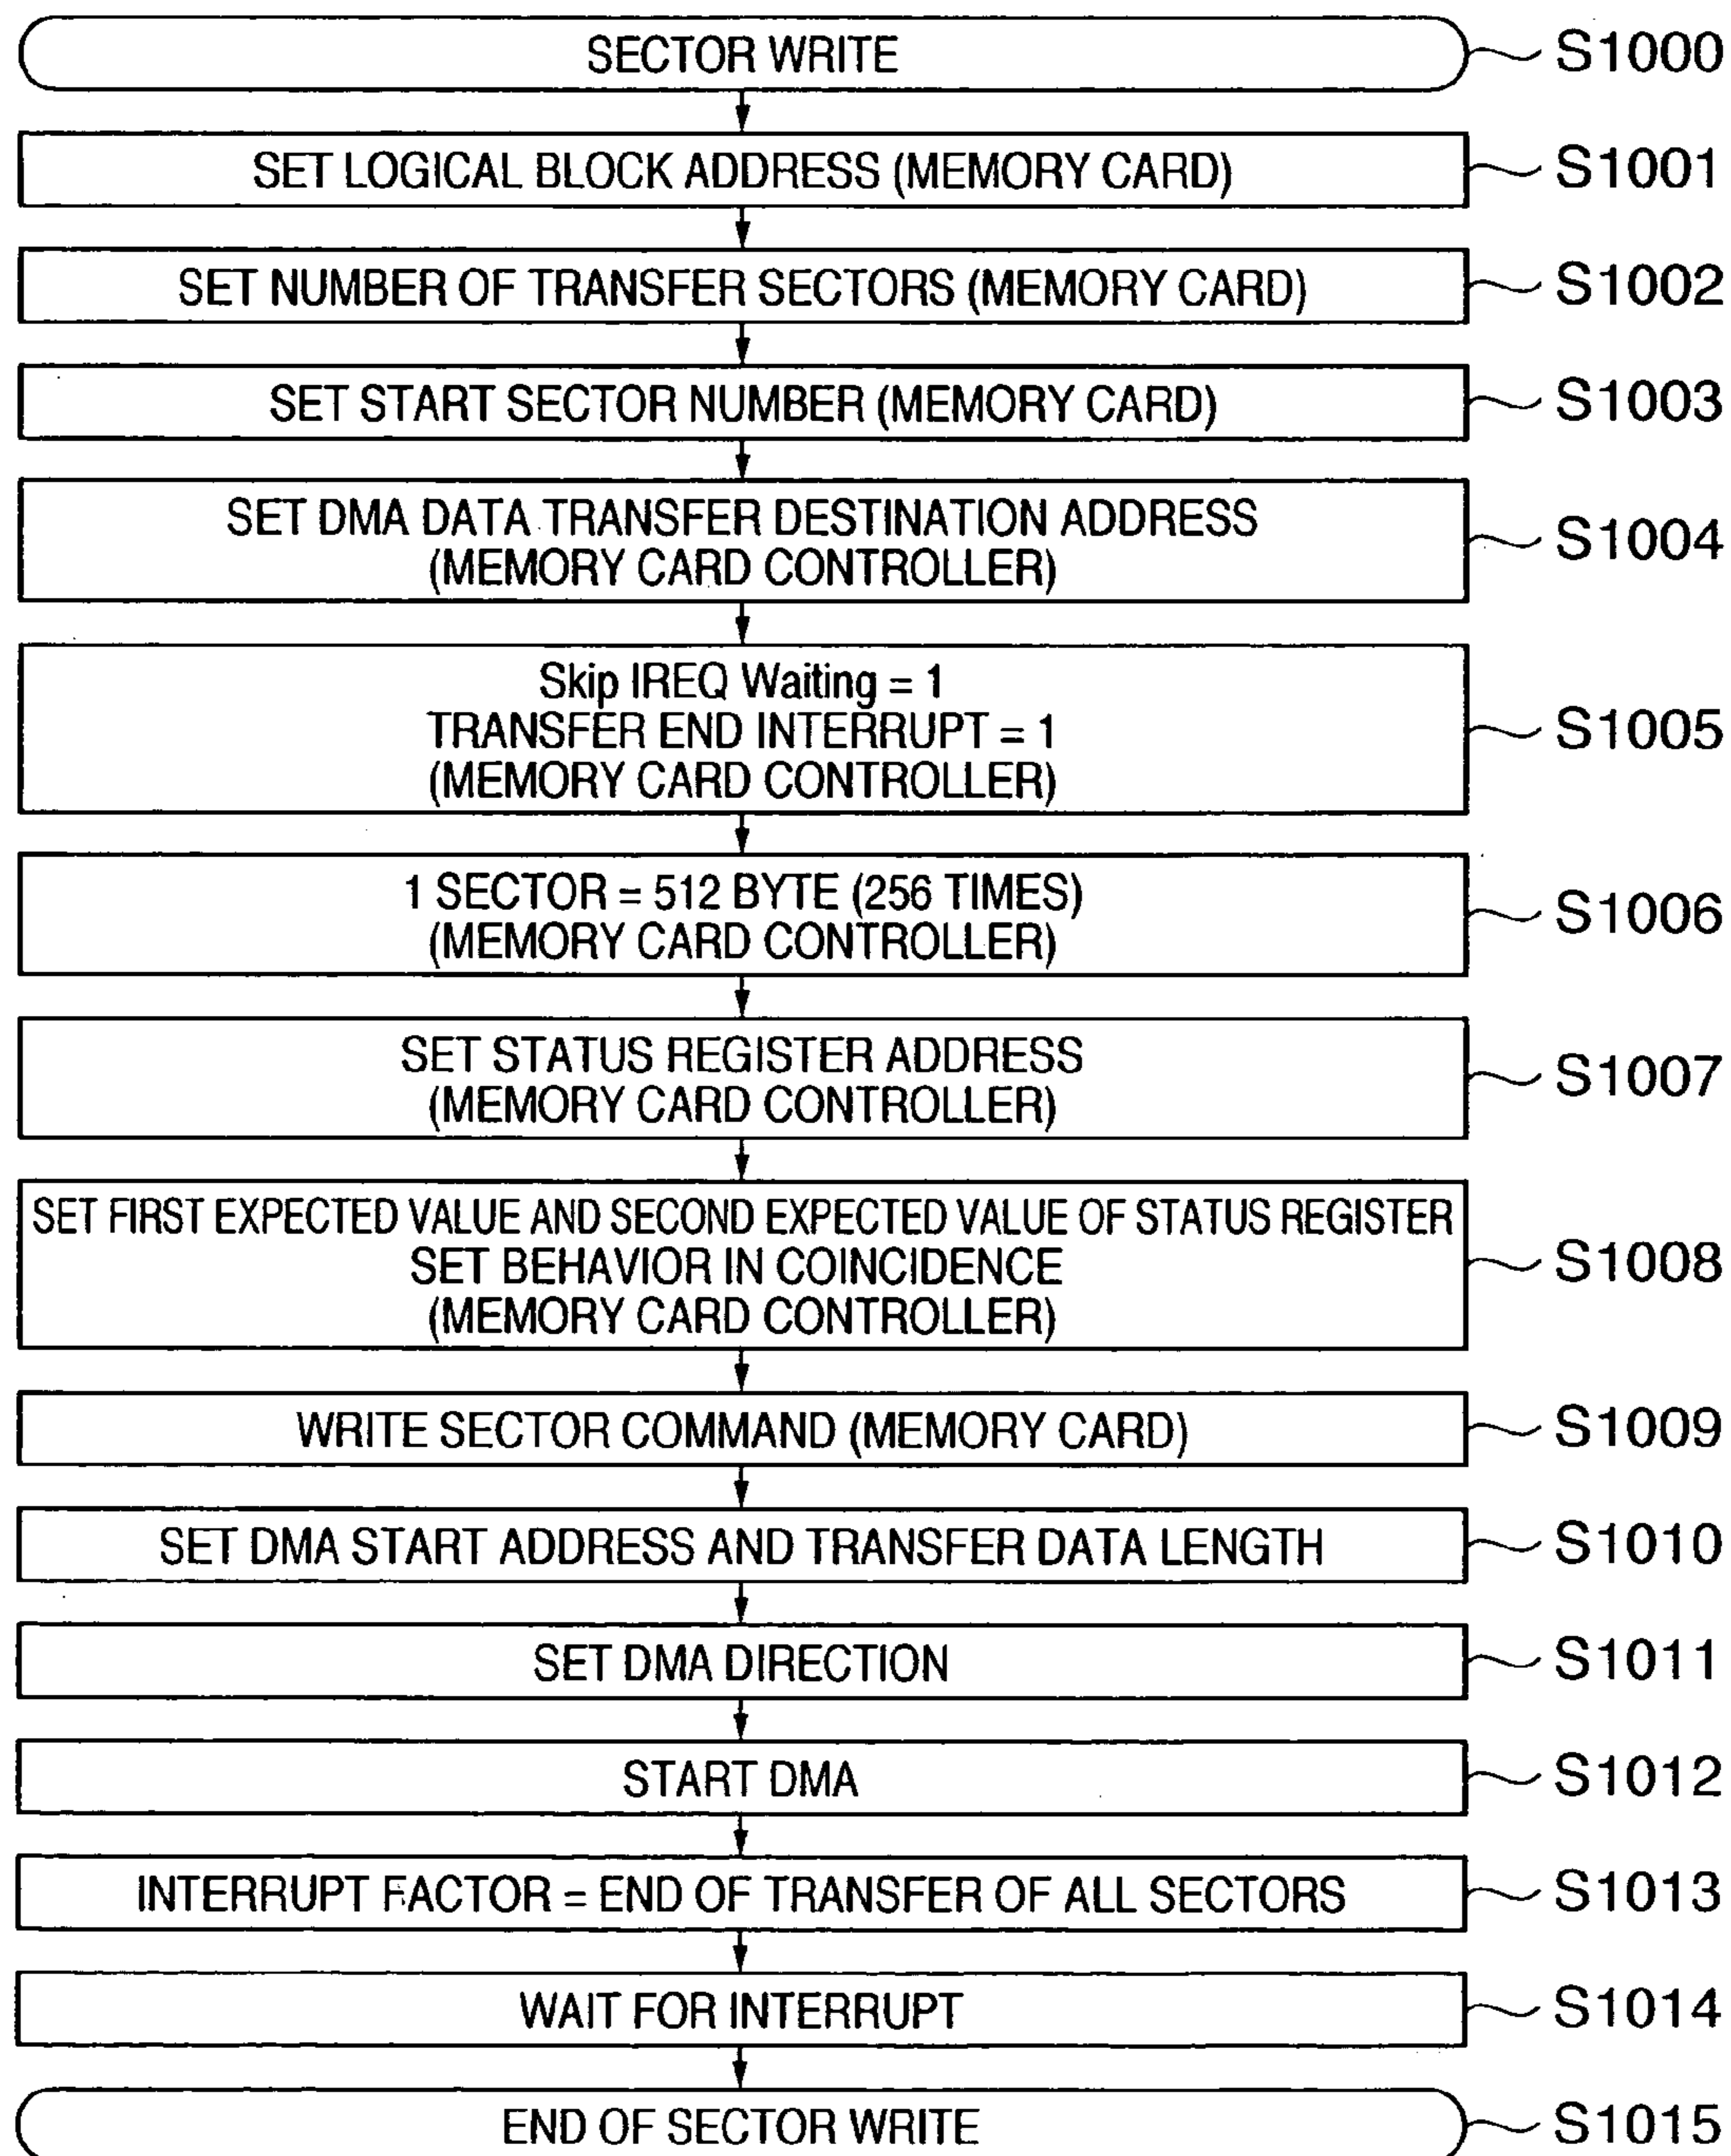 SECTOR WRITE S1000
SET LOGICAL BLOCK ADDRESS (MEMORY CARD) S1001
SET NUMBER OF TRANSFER SECTORS (MEMORY CARD) S1002
SET START SECTOR NUMBER (MEMORY CARD) S1003
SET DMA DATA TRANSFER DESTINATION ADDRESS
(MEMORY CARD CONTROLLER) S1004
Skip IREQ Waiting = 1
TRANSFER END INTERRUPT = 1 S1005
(MEMORY CARD CONTROLLER)
1 SECTOR = 512 BYTE (256 TIMES)
(MEMORY CARD CONTROLLER) S1006
SET STATUS REGISTER ADDRESS
(MEMORY CARD CONTROLLER) S1007
SET FIRST EXPECTED VALUE AND SECOND EXPECTED VALUE OF STATUS REGISTER
SET BEHAVIOR IN COINCIDENCE S1008
(MEMORY CARD CONTROLLER)
WRITE SECTOR COMMAND (MEMORY CARD) S1009
SET DMA START ADDRESS AND TRANSFER DATA LENGTH S1010
SET DMA DIRECTION S1011
START DMA S1012
INTERRUPT FACTOR = END OF TRANSFER OF ALL SECTORS S1013
WAIT FOR INTERRUPT S1014
END OF SECTOR WRITE S1015